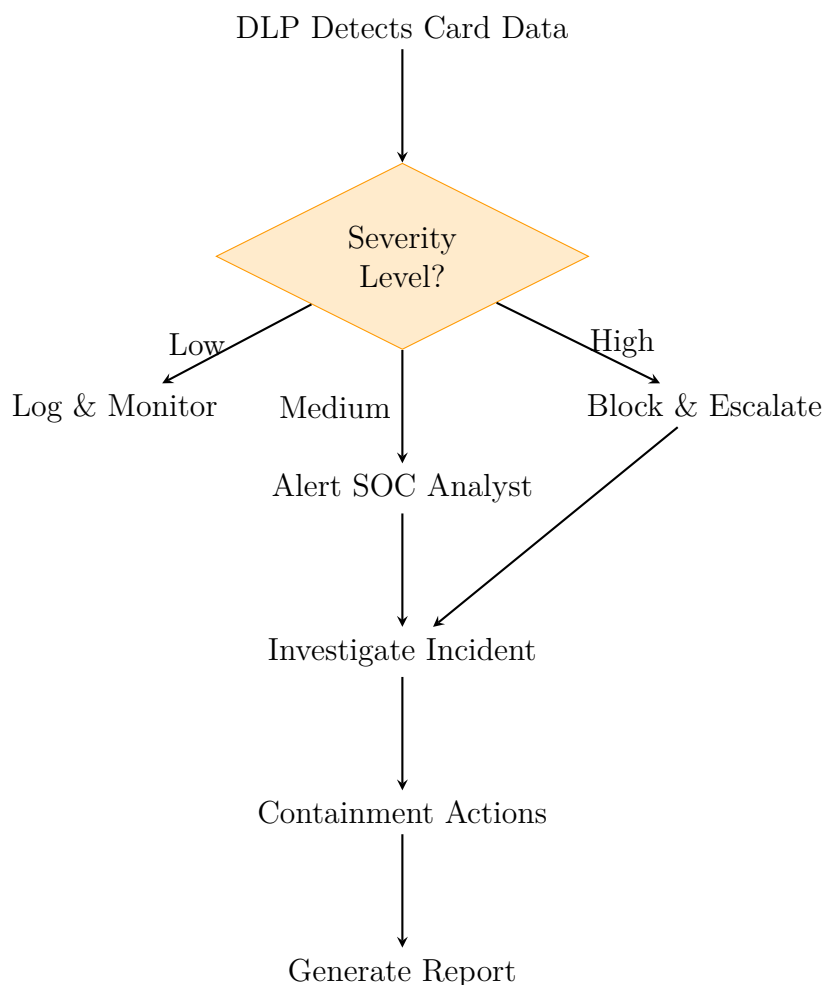 DLP Detects Card Data
Severity
Level?
Low
High
Log & Monitor
Medium
Block & Escalate
Alert SOC Analyst
Investigate Incident
Containment Actions
Generate Report